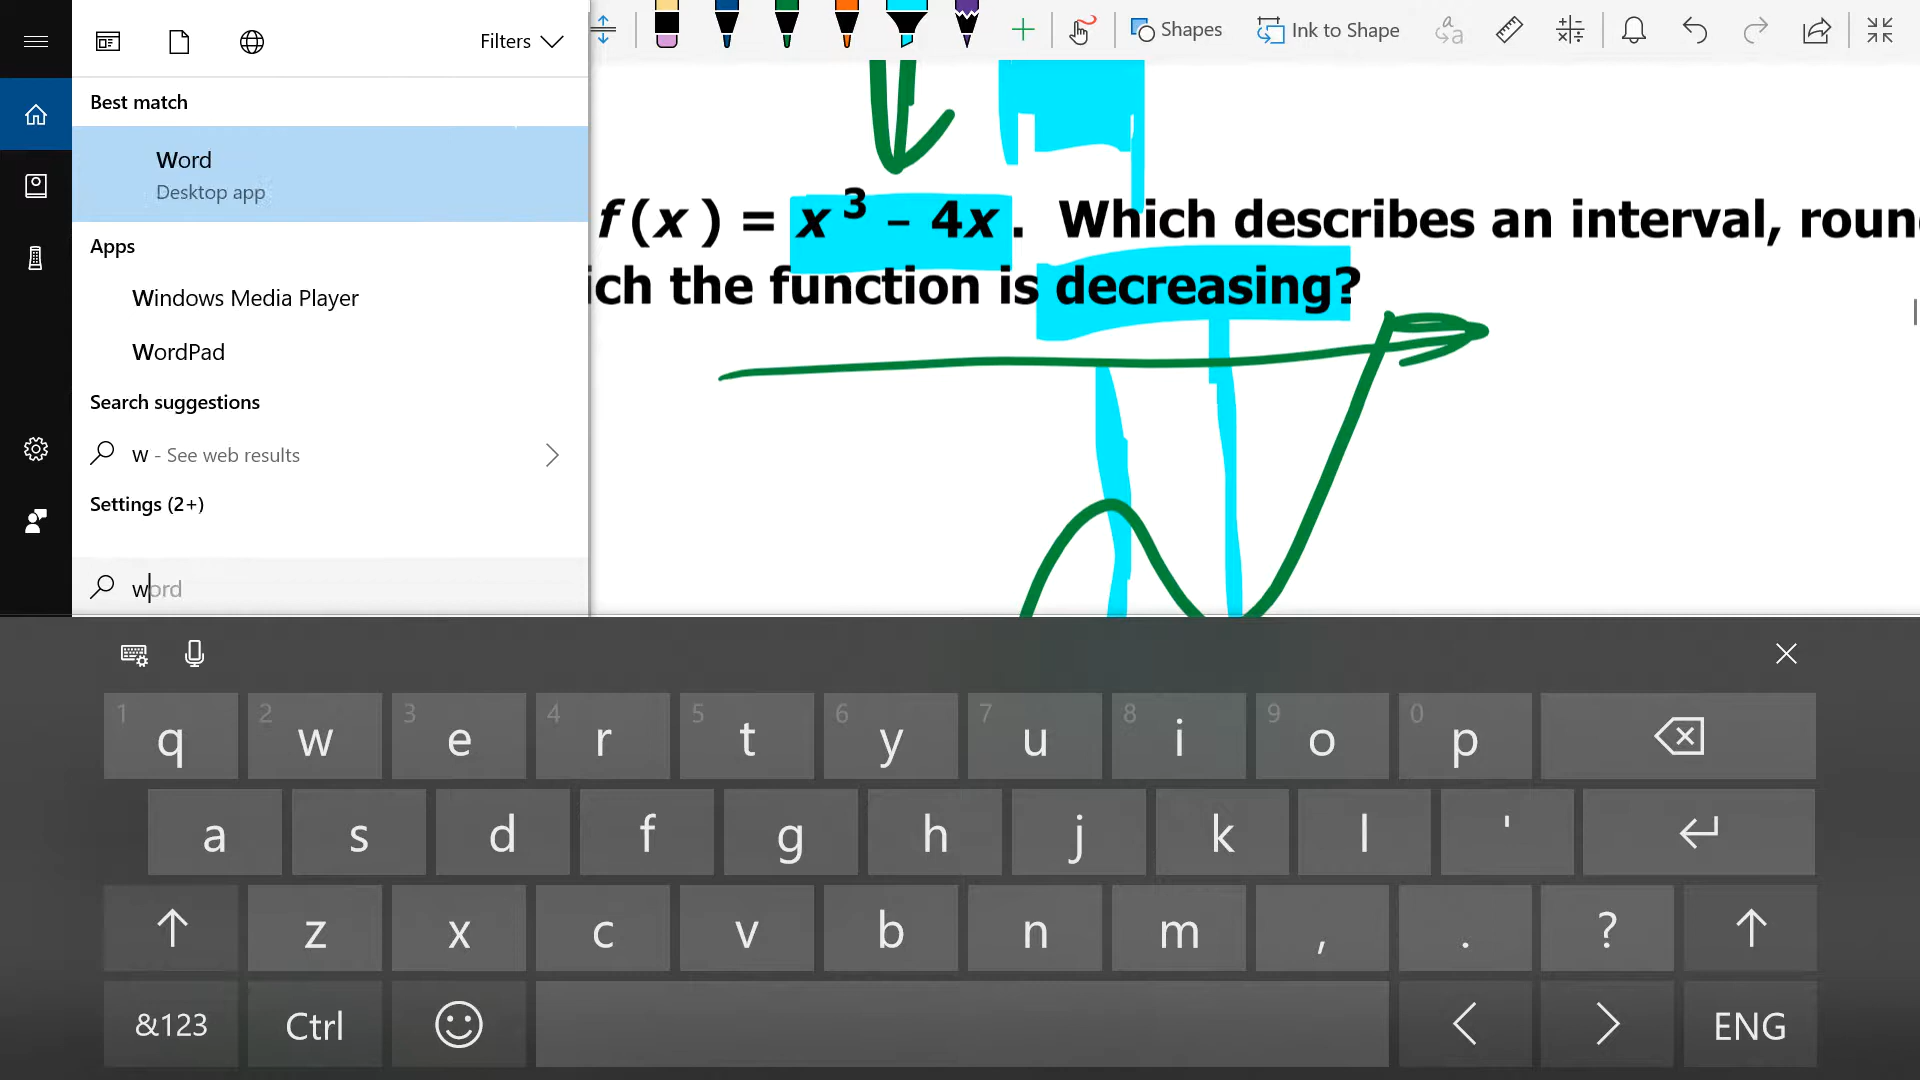 Filters
Shapes
Ink to Shape
Best match
Word
Desktop app
Apps
Windows Media Player
WordPad
Search suggestions
w - See web results
Settings (2+)
word
f(x) = x³ – 4x. Which describes an interval,
the function is decreasing?
1 2 3 4 5 6 7 8 9 0
q w e r t y u i o p
a s d f g h j k l '
z x c v b n m , . ?
&123 Ctrl ENG